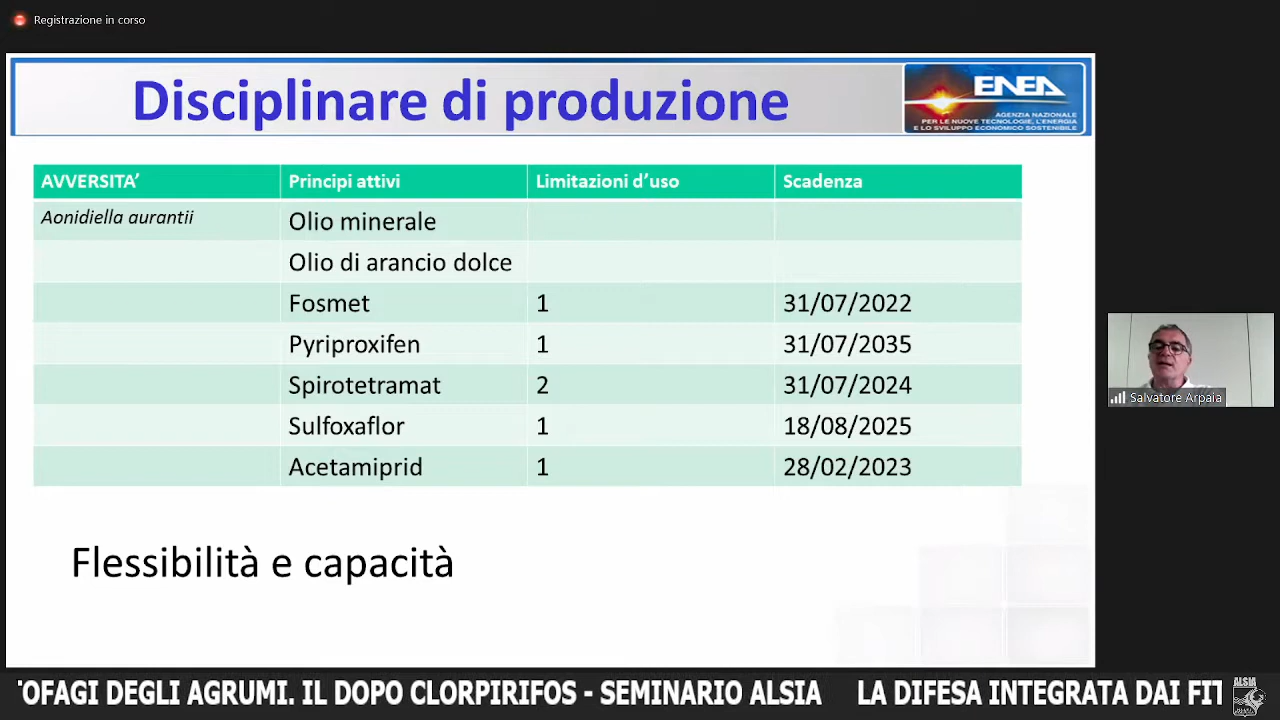 Registrazione in corso
Disciplinare di produzione
ENEA
AGENZIA NAZIONALE
PER LE NUOVE TECNOLOGIE, L'ENERGIA
E LO SVILUPPO ECONOMICO SOSTENIBILE
AVVERSITA’ Principi attivi Limitazioni d’uso Scadenza
Aonidiella aurantii Olio minerale
Olio di arancio dolce
Fosmet 1 31/07/2022
Pyriproxifen 1 31/07/2035
Spirotetramat 2 31/07/2024
Sulfoxaflor 1 18/08/2025
Acetamiprid 1 28/02/2023
Flessibilità e capacità
Salvatore Arpaia
OFAGI DEGLI AGRUMI. IL DOPO CLORPIRIFOS - SEMINARIO ALSIA LA DIFESA INTEGRATA DAI FIT
ALSIA